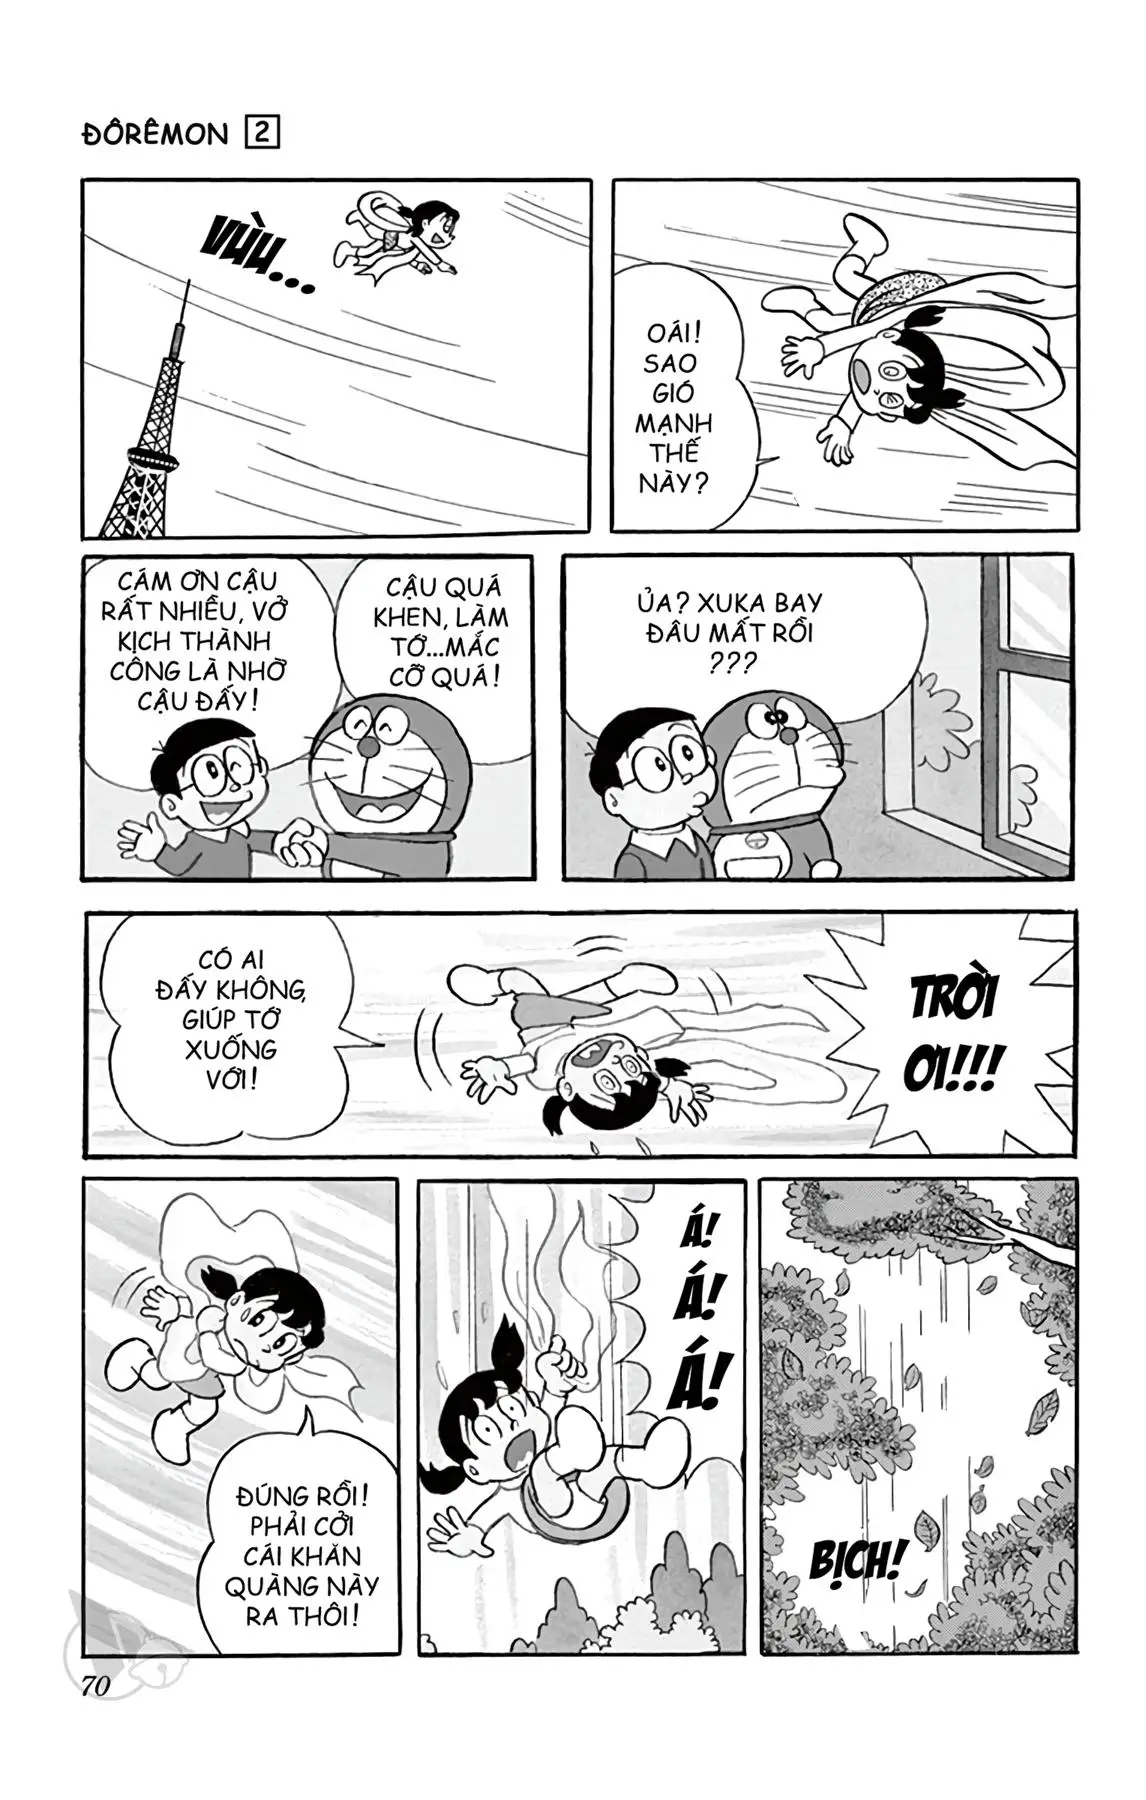 ĐÔRÊMON 2
VÙÙ...
OÁI!
SAO
GIÓ
MẠNH
THẾ
NÀY?
CÁM ƠN CẬU
RẤT NHIỀU, VỞ
KỊCH THÀNH
CÔNG LÀ NHỜ
CẬU ĐẤY!
CẬU QUÁ
KHEN, LÀM
TỚ...MẮC
CỠ QUÁ!
ỦA? XUKA BAY
ĐÂU MẤT RỒI
???
CÓ AI
ĐẤY KHÔNG,
GIÚP TỚ
XUỐNG
VỚI!
TRỜI
ƠI!!!
ĐÚNG RỒI!
PHẢI CỞI
CÁI KHĂN
QUÀNG NÀY
RA THÔI!
Á!
Á!
Á!
BỊCH!
70